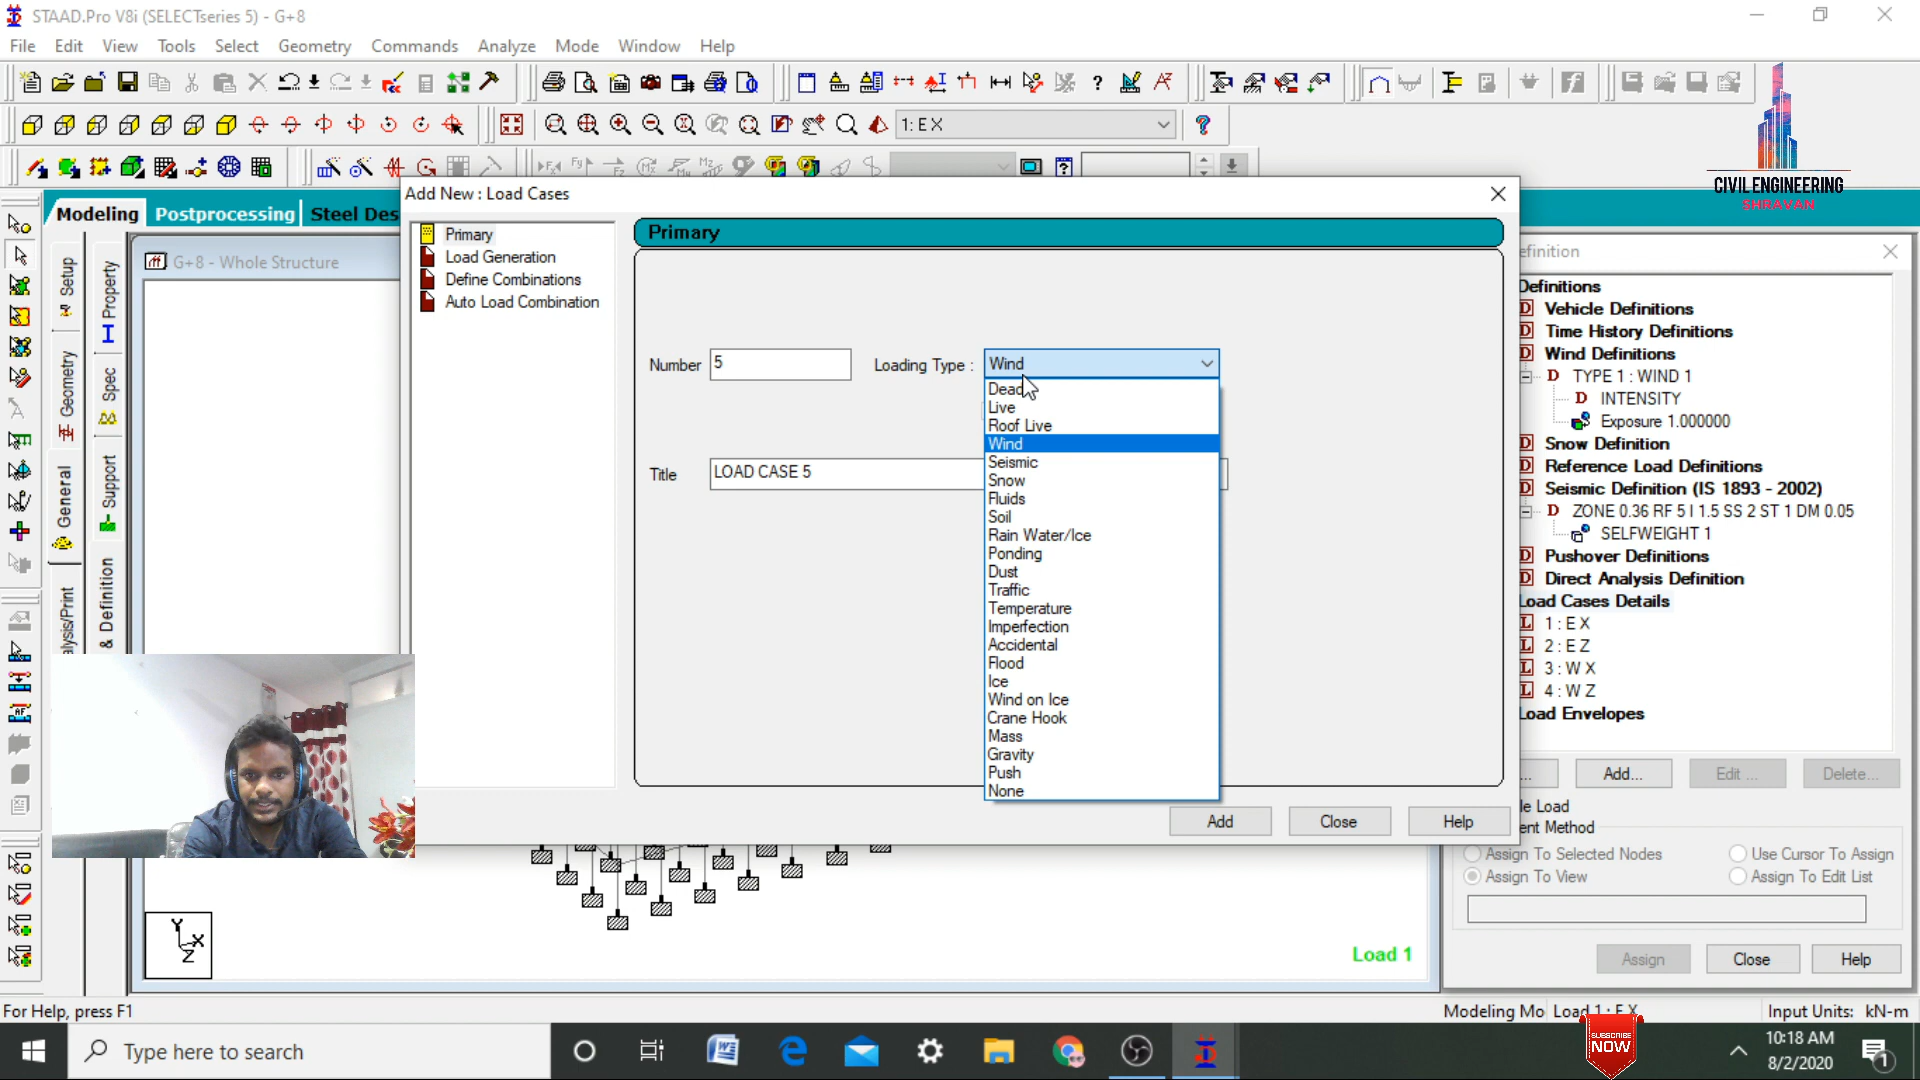 STAAD.Pro V8i (SELECTseries 5) - G+8
File Edit View Tools Select Geometry Commands Analyze Mode Window Help
1: E X
CIVIL ENGINEERING
SHRAVAN
Modeling Postprocessing Steel Des
Setup
Geometry
General
alysis/Print
Property
Spec
Support
& Definition
G+8 - Whole Structure
Add New : Load Cases
Primary
Load Generation
Define Combinations
Auto Load Combination
Primary
Number 5 Loading Type : Wind
Dead
Live
Roof Live
Wind
Seismic
Snow
Fluids
Soil
Rain Water/Ice
Ponding
Dust
Traffic
Temperature
Imperfection
Accidental
Flood
Ice
Wind on Ice
Crane Hook
Mass
Gravity
Push
None
Title LOAD CASE 5
Add Close Help
efinition
Definitions
Vehicle Definitions
Time History Definitions
Wind Definitions
TYPE 1 : WIND 1
INTENSITY
Exposure 1.000000
Snow Definition
Reference Load Definitions
Seismic Definition (IS 1893 - 2002)
ZONE 0.36 RF 5 I 1.5 SS 2 ST 1 DM 0.05
SELFWEIGHT 1
Pushover Definitions
Direct Analysis Definition
Load Cases Details
1 : E X
2 : E Z
3 : W X
4 : W Z
Load Envelopes
... Add... Edit ... Delete...
le Load
ent Method
Assign To Selected Nodes Use Cursor To Assign
Assign To View Assign To Edit List
Assign Close Help
Y
X
Z
Load 1
For Help, press F1
Modeling Mo Load 1 : E X Input Units: kN-m
SUBSCRIBE
NOW
Type here to search
10:18 AM
8/2/2020
1